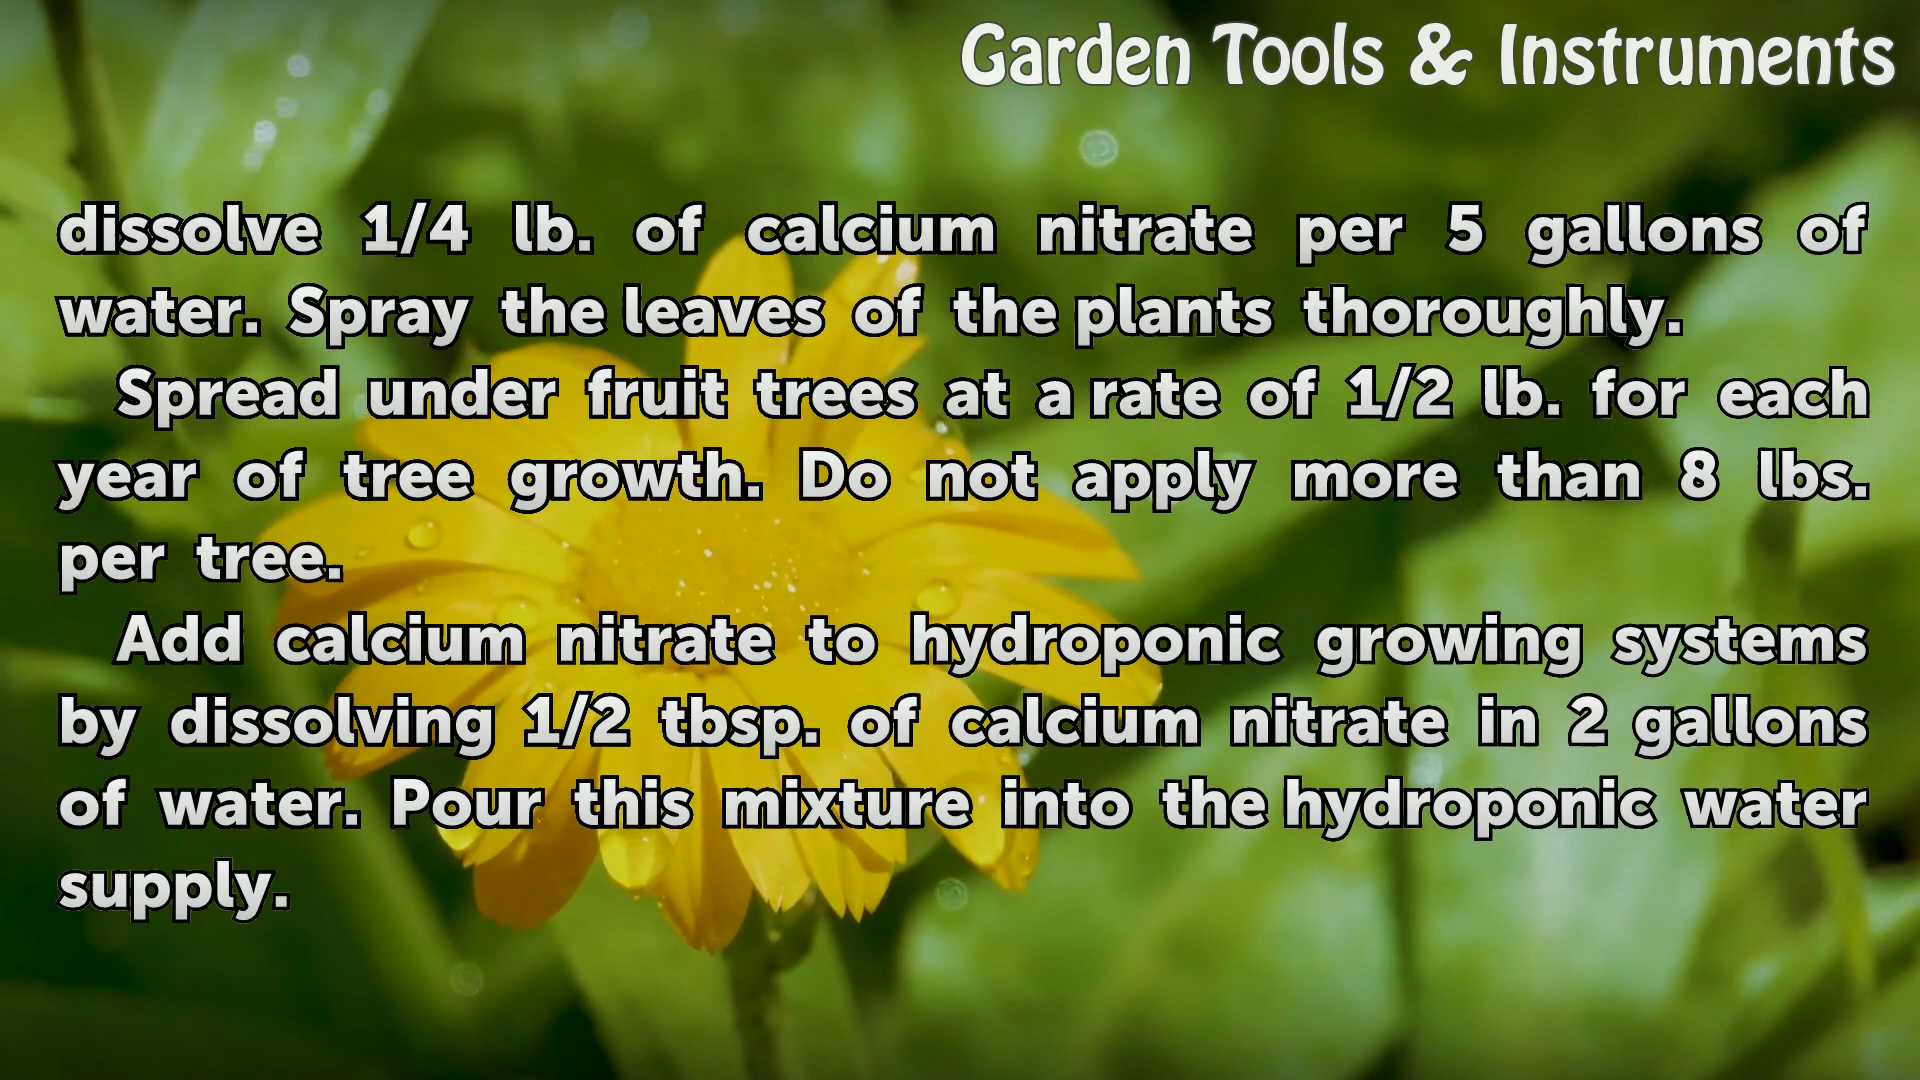 Garden Tools & Instruments
dissolve 1/4 lb. of calcium nitrate per 5 gallons of
water. Spray the leaves of the plants thoroughly.
Spread under fruit trees at a rate of 1/2 lb. for each
year of tree growth. Do not apply more than 8 lbs.
per tree.
Add calcium nitrate to hydroponic growing systems
by dissolving 1/2 tbsp. of calcium nitrate in 2 gallons
of water. Pour this mixture into the hydroponic water
supply.